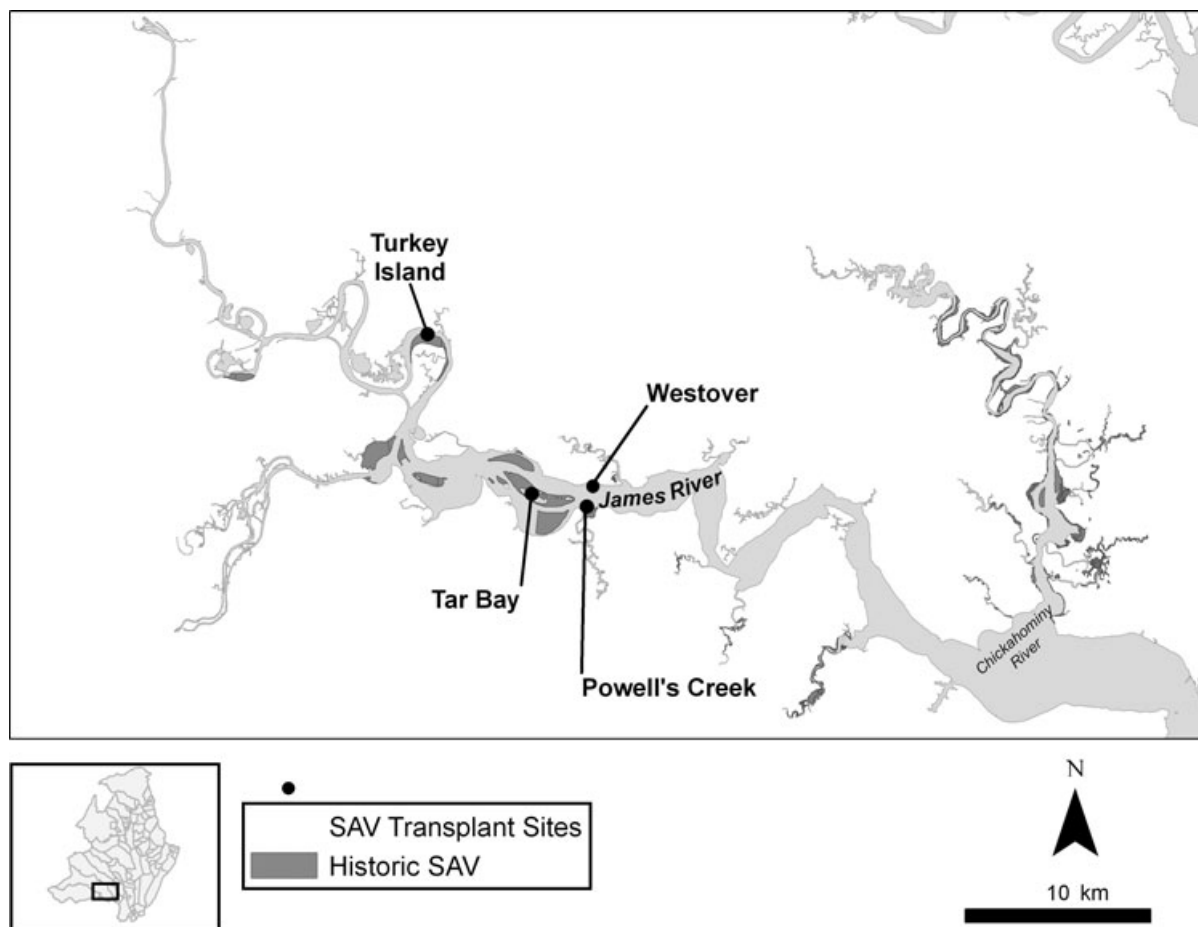 Turkey
Island
Westover
James River
Tar Bay
Powell's Creek
Chickahominy
River
SAV Transplant Sites
Historic SAV
N
10 km